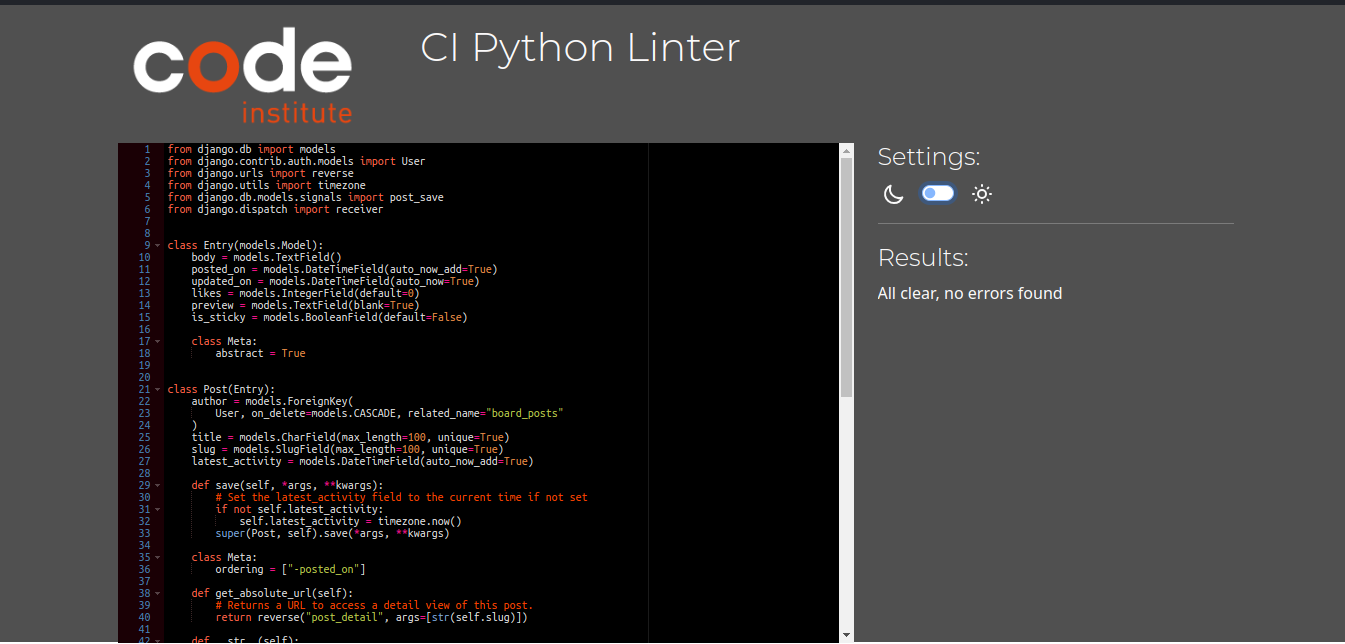 code
institute
CI Python Linter
1 from django.db import models
2 from django.contrib.auth.models import User
3 from django.urls import reverse
4 from django.utils import timezone
5 from django.db.models.signals import post_save
6 from django.dispatch import receiver
7
8
9 class Entry(models.Model):
10     body = models.TextField()
11     posted_on = models.DateTimeField(auto_now_add=True)
12     updated_on = models.DateTimeField(auto_now=True)
13     likes = models.IntegerField(default=0)
14     preview = models.TextField(blank=True)
15     is_sticky = models.BooleanField(default=False)
16
17     class Meta:
18         abstract = True
19
20
21 class Post(Entry):
22     author = models.ForeignKey(
23         User, on_delete=models.CASCADE, related_name="board_posts"
24     )
25     title = models.CharField(max_length=100, unique=True)
26     slug = models.SlugField(max_length=100, unique=True)
27     latest_activity = models.DateTimeField(auto_now_add=True)
28
29     def save(self, *args, **kwargs):
30         # Set the latest_activity field to the current time if not set
31         if not self.latest_activity:
32             self.latest_activity = timezone.now()
33         super(Post, self).save(*args, **kwargs)
34
35     class Meta:
36         ordering = ["-posted_on"]
37
38     def get_absolute_url(self):
39         # Returns a URL to access a detail view of this post.
40         return reverse("post_detail", args=[str(self.slug)])
41
42     def __str__(self):
Settings:
Results:
All clear, no errors found